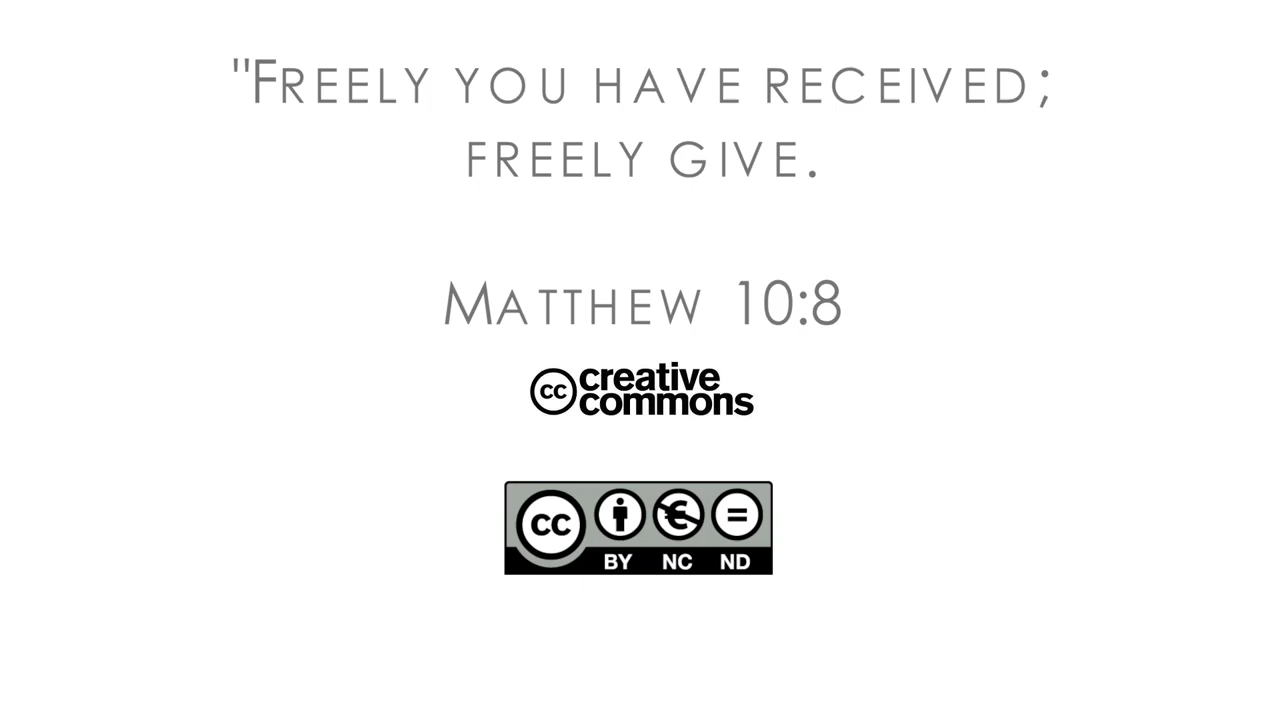 "Freely you have received;
freely give.
Matthew 10:8
cc creative
commons
cc
BY NC ND